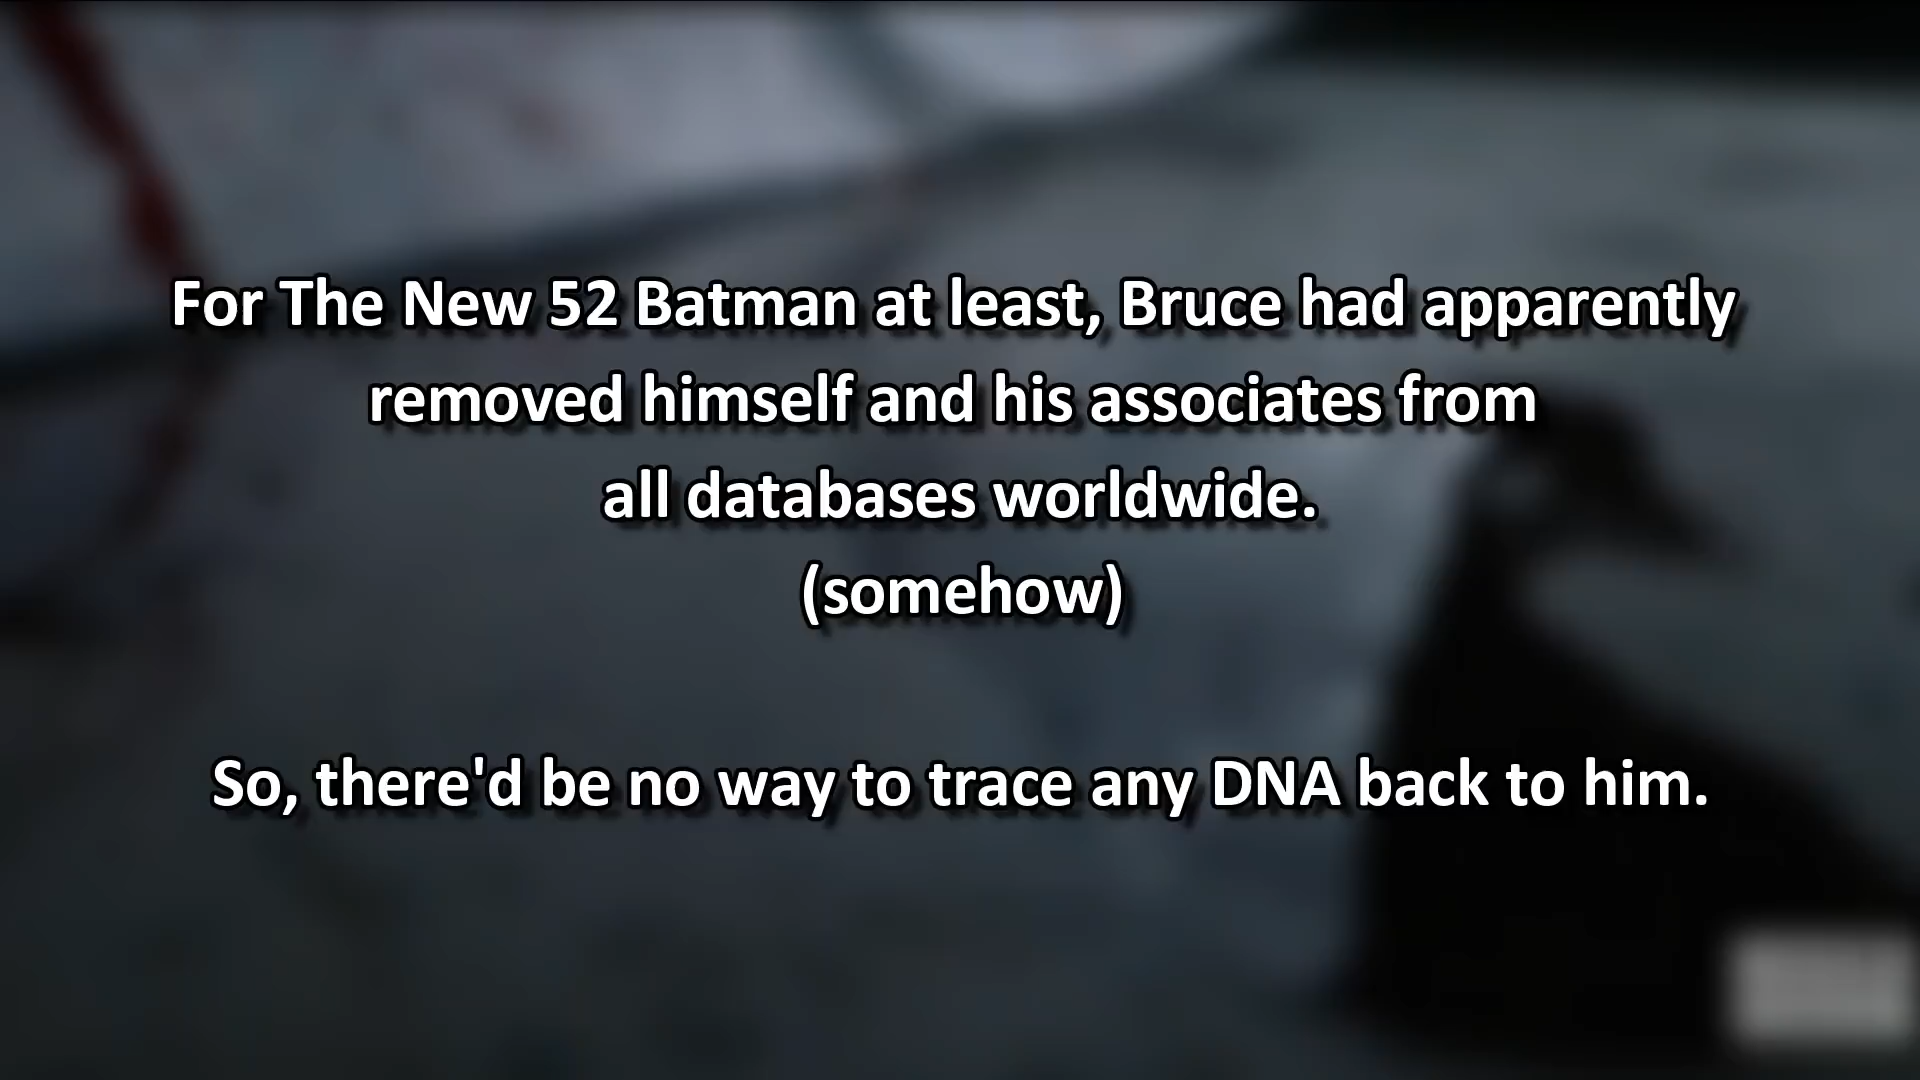 For The New 52 Batman at least, Bruce had apparently
removed himself and his associates from
all databases worldwide.
(somehow)
So, there'd be no way to trace any DNA back to him.